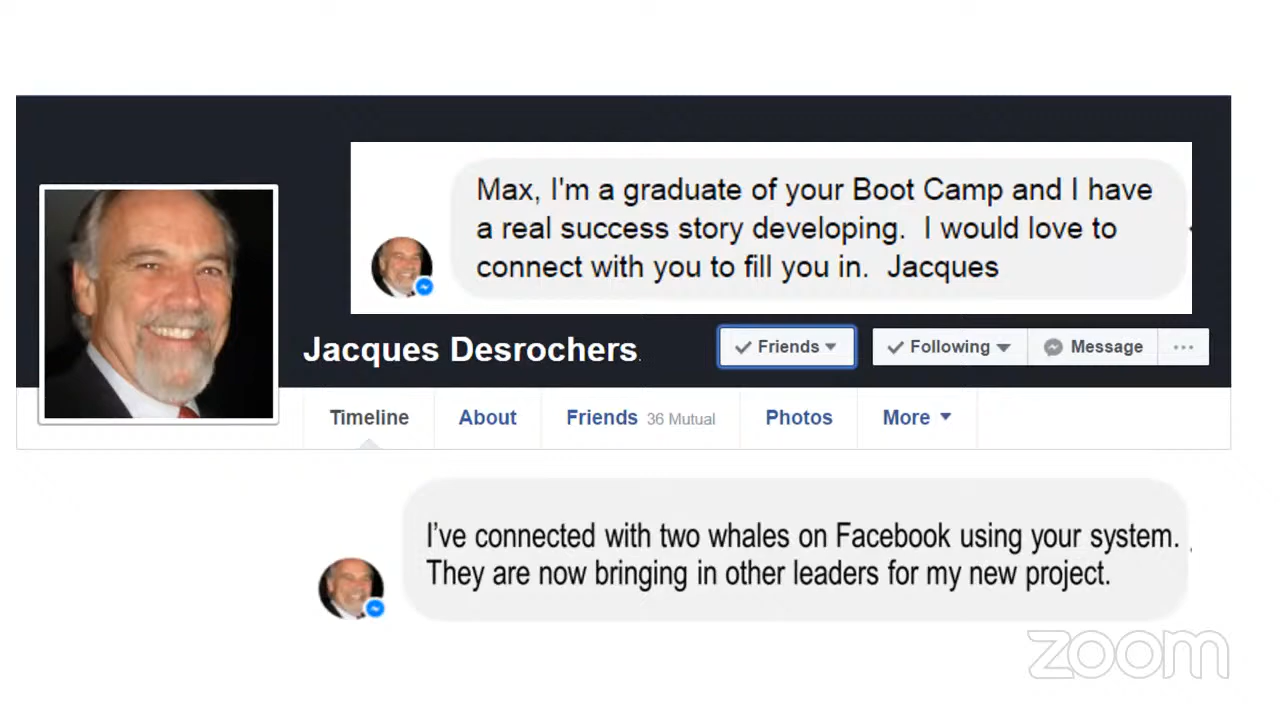 Max, I'm a graduate of your Boot Camp and I have
a real success story developing.  I would love to
connect with you to fill you in.  Jacques
Jacques Desrochers.
Friends
Following
Message
...
Timeline
About
Friends 36 Mutual
Photos
More
I've connected with two whales on Facebook using your system.
They are now bringing in other leaders for my new project.
zoom